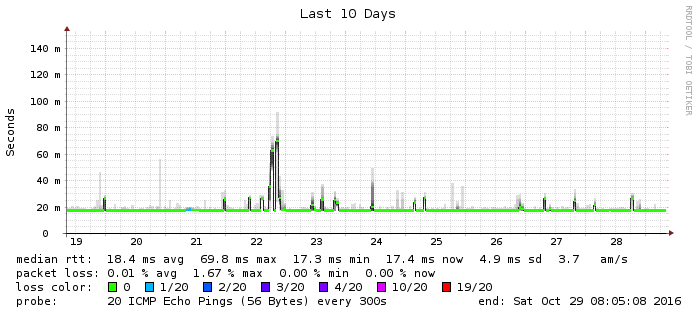 Last 10 Days
RRDTOOL / TOBI OETIKER
Seconds
140 m
120 m
100 m
80 m
60 m
40 m
20 m
0
19 20 21 22 23 24 25 26 27 28
median rtt: 18.4 ms avg 69.8 ms max 17.3 ms min 17.4 ms now 4.9 ms sd 3.7 am/s
packet loss: 0.01 % avg 1.67 % max 0.00 % min 0.00 % now
loss color: 0 1/20 2/20 3/20 4/20 10/20 19/20
probe: 20 ICMP Echo Pings (56 Bytes) every 300s end: Sat Oct 29 08:05:08 2016